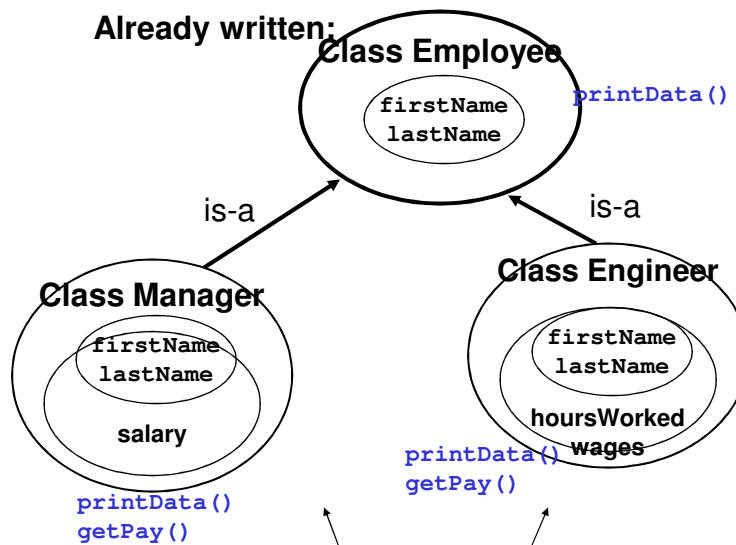 Already written:
Class Employee
firstName
lastName
printData()
is-a
is-a
Class Manager
firstName
lastName
salary
printData()
getPay()
Class Engineer
firstName
lastName
hoursWorked
wages
printData()
getPay()